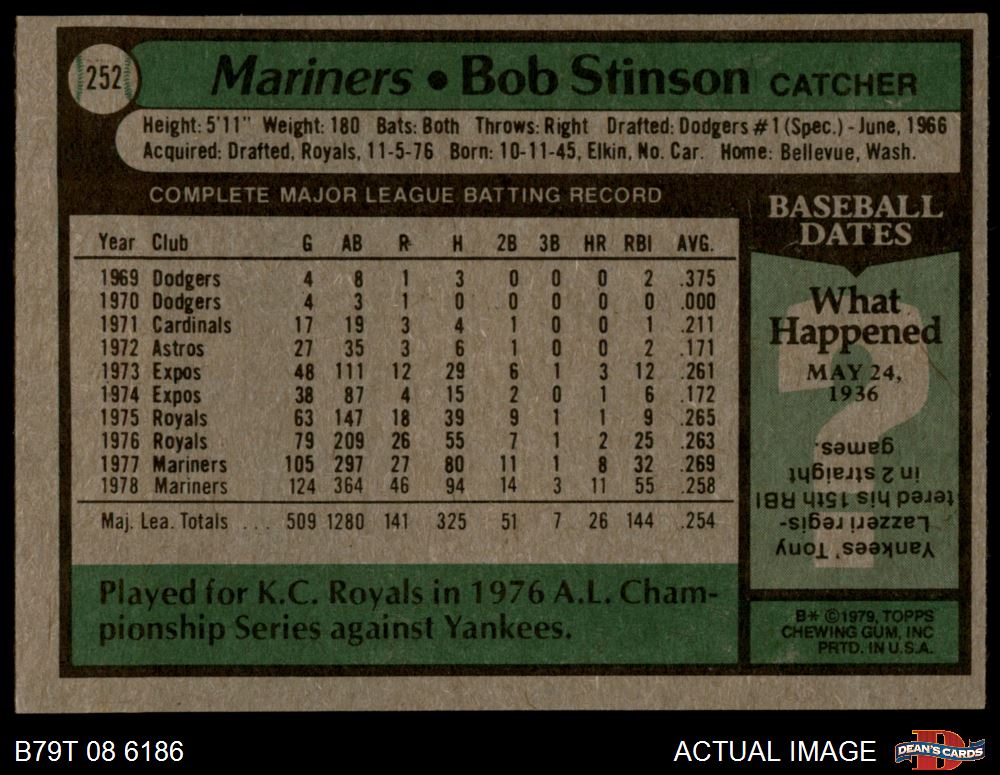 252
Mariners • Bob Stinson CATCHER
Height: 5'11" Weight: 180 Bats: Both Throws: Right Drafted: Dodgers #1 (Spec.) - June, 1966
Acquired: Drafted, Royals, 11-5-76 Born: 10-11-45, Elkin, No. Car. Home: Bellevue, Wash.
COMPLETE MAJOR LEAGUE BATTING RECORD
Year Club G AB R H 2B 3B HR RBI AVG.
1969 Dodgers 4 8 1 3 0 0 0 2 .375
1970 Dodgers 4 3 1 0 0 0 0 0 .000
1971 Cardinals 17 19 3 4 1 0 0 1 .211
1972 Astros 27 35 3 6 1 0 0 2 .171
1973 Expos 48 111 12 29 6 1 3 12 .261
1974 Expos 38 87 4 15 2 0 1 6 .172
1975 Royals 63 147 18 39 9 1 1 9 .265
1976 Royals 79 209 26 55 7 1 2 25 .263
1977 Mariners 105 297 27 80 11 1 8 32 .269
1978 Mariners 124 364 46 94 14 3 11 55 .258
Maj. Lea. Totals ... 509 1280 141 325 51 7 26 144 .254
Played for K.C. Royals in 1976 A.L. Cham-
pionship Series against Yankees.
BASEBALL
DATES
What
Happened
MAY 24,
1936
?
Yankees' Tony
Lazzeri regis-
tered his 15th RBI
in 2 straight
games.
B* ©1979, TOPPS
CHEWING GUM, INC
PRTD. IN U.S.A.
B79T 08 6186
ACTUAL IMAGE
D
DEAN'S CARDS